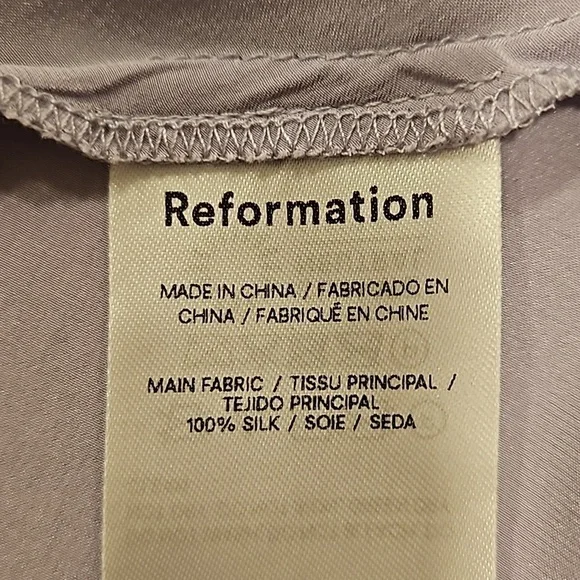 Reformation
MADE IN CHINA / FABRICADO EN
CHINA / FABRIQUÉ EN CHINE
MAIN FABRIC / TISSU PRINCIPAL /
TEJIDO PRINCIPAL
100% SILK / SOIE / SEDA